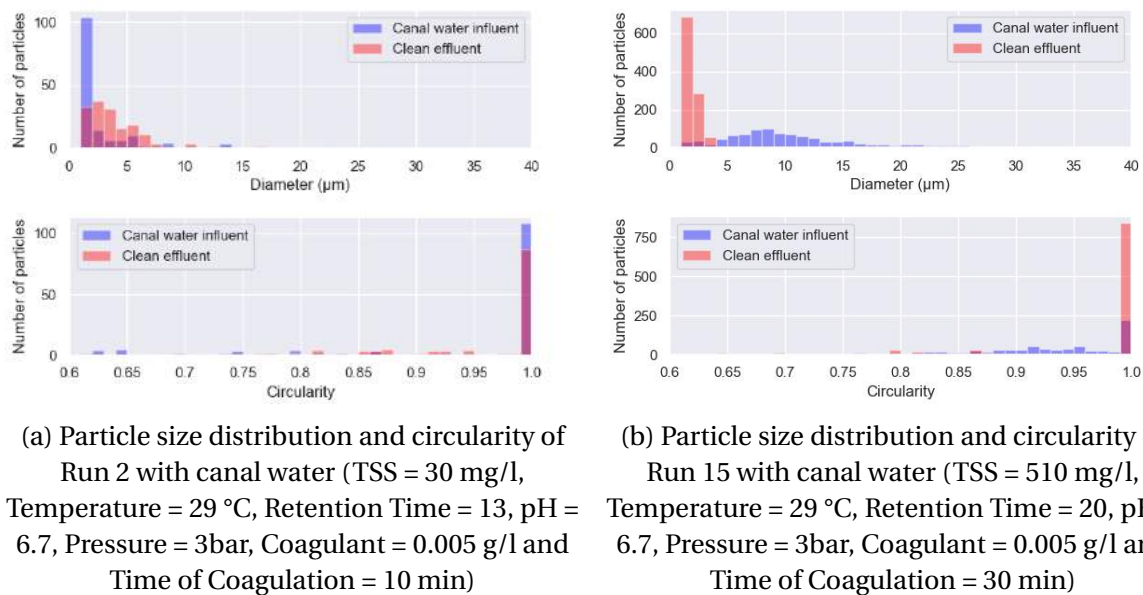 Number of particles
100
50
0
Canal water influent
Clean effluent
0 5 10 15 20 25 30 35 40
Diameter (µm)
Number of particles
100
50
0
Canal water influent
Clean effluent
0.6 0.65 0.7 0.75 0.8 0.85 0.9 0.95 1.0
Circularity
(a) Particle size distribution and circularity of
Run 2 with canal water (TSS = 30 mg/l,
Temperature = 29 °C, Retention Time = 13, pH =
6.7, Pressure = 3bar, Coagulant = 0.005 g/l and
Time of Coagulation = 10 min)
Number of particles
600
400
200
0
Canal water influent
Clean effluent
0 5 10 15 20 25 30 35 40
Diameter (µm)
Number of particles
750
500
250
0
Canal water influent
Clean effluent
0.6 0.65 0.7 0.75 0.8 0.85 0.9 0.95 1.0
Circularity
(b) Particle size distribution and circularity
Run 15 with canal water (TSS = 510 mg/l,
Temperature = 29 °C, Retention Time = 20,
6.7, Pressure = 3bar, Coagulant = 0.005 g/l
Time of Coagulation = 30 min)